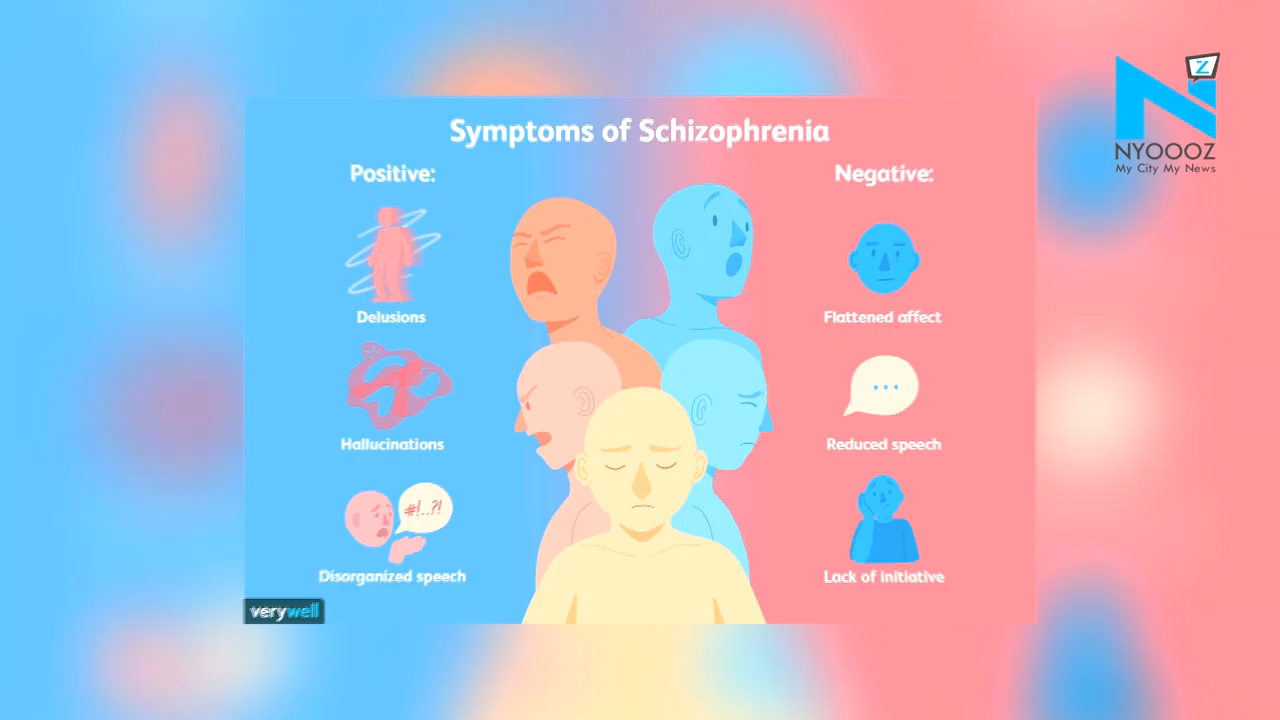 Symptoms of Schizophrenia
Positive:
Delusions
Hallucinations
#!..?!
Disorganized speech
Negative:
Flattened affect
Reduced speech
Lack of initiative
verywell
Z
NYOOOZ
My City My News